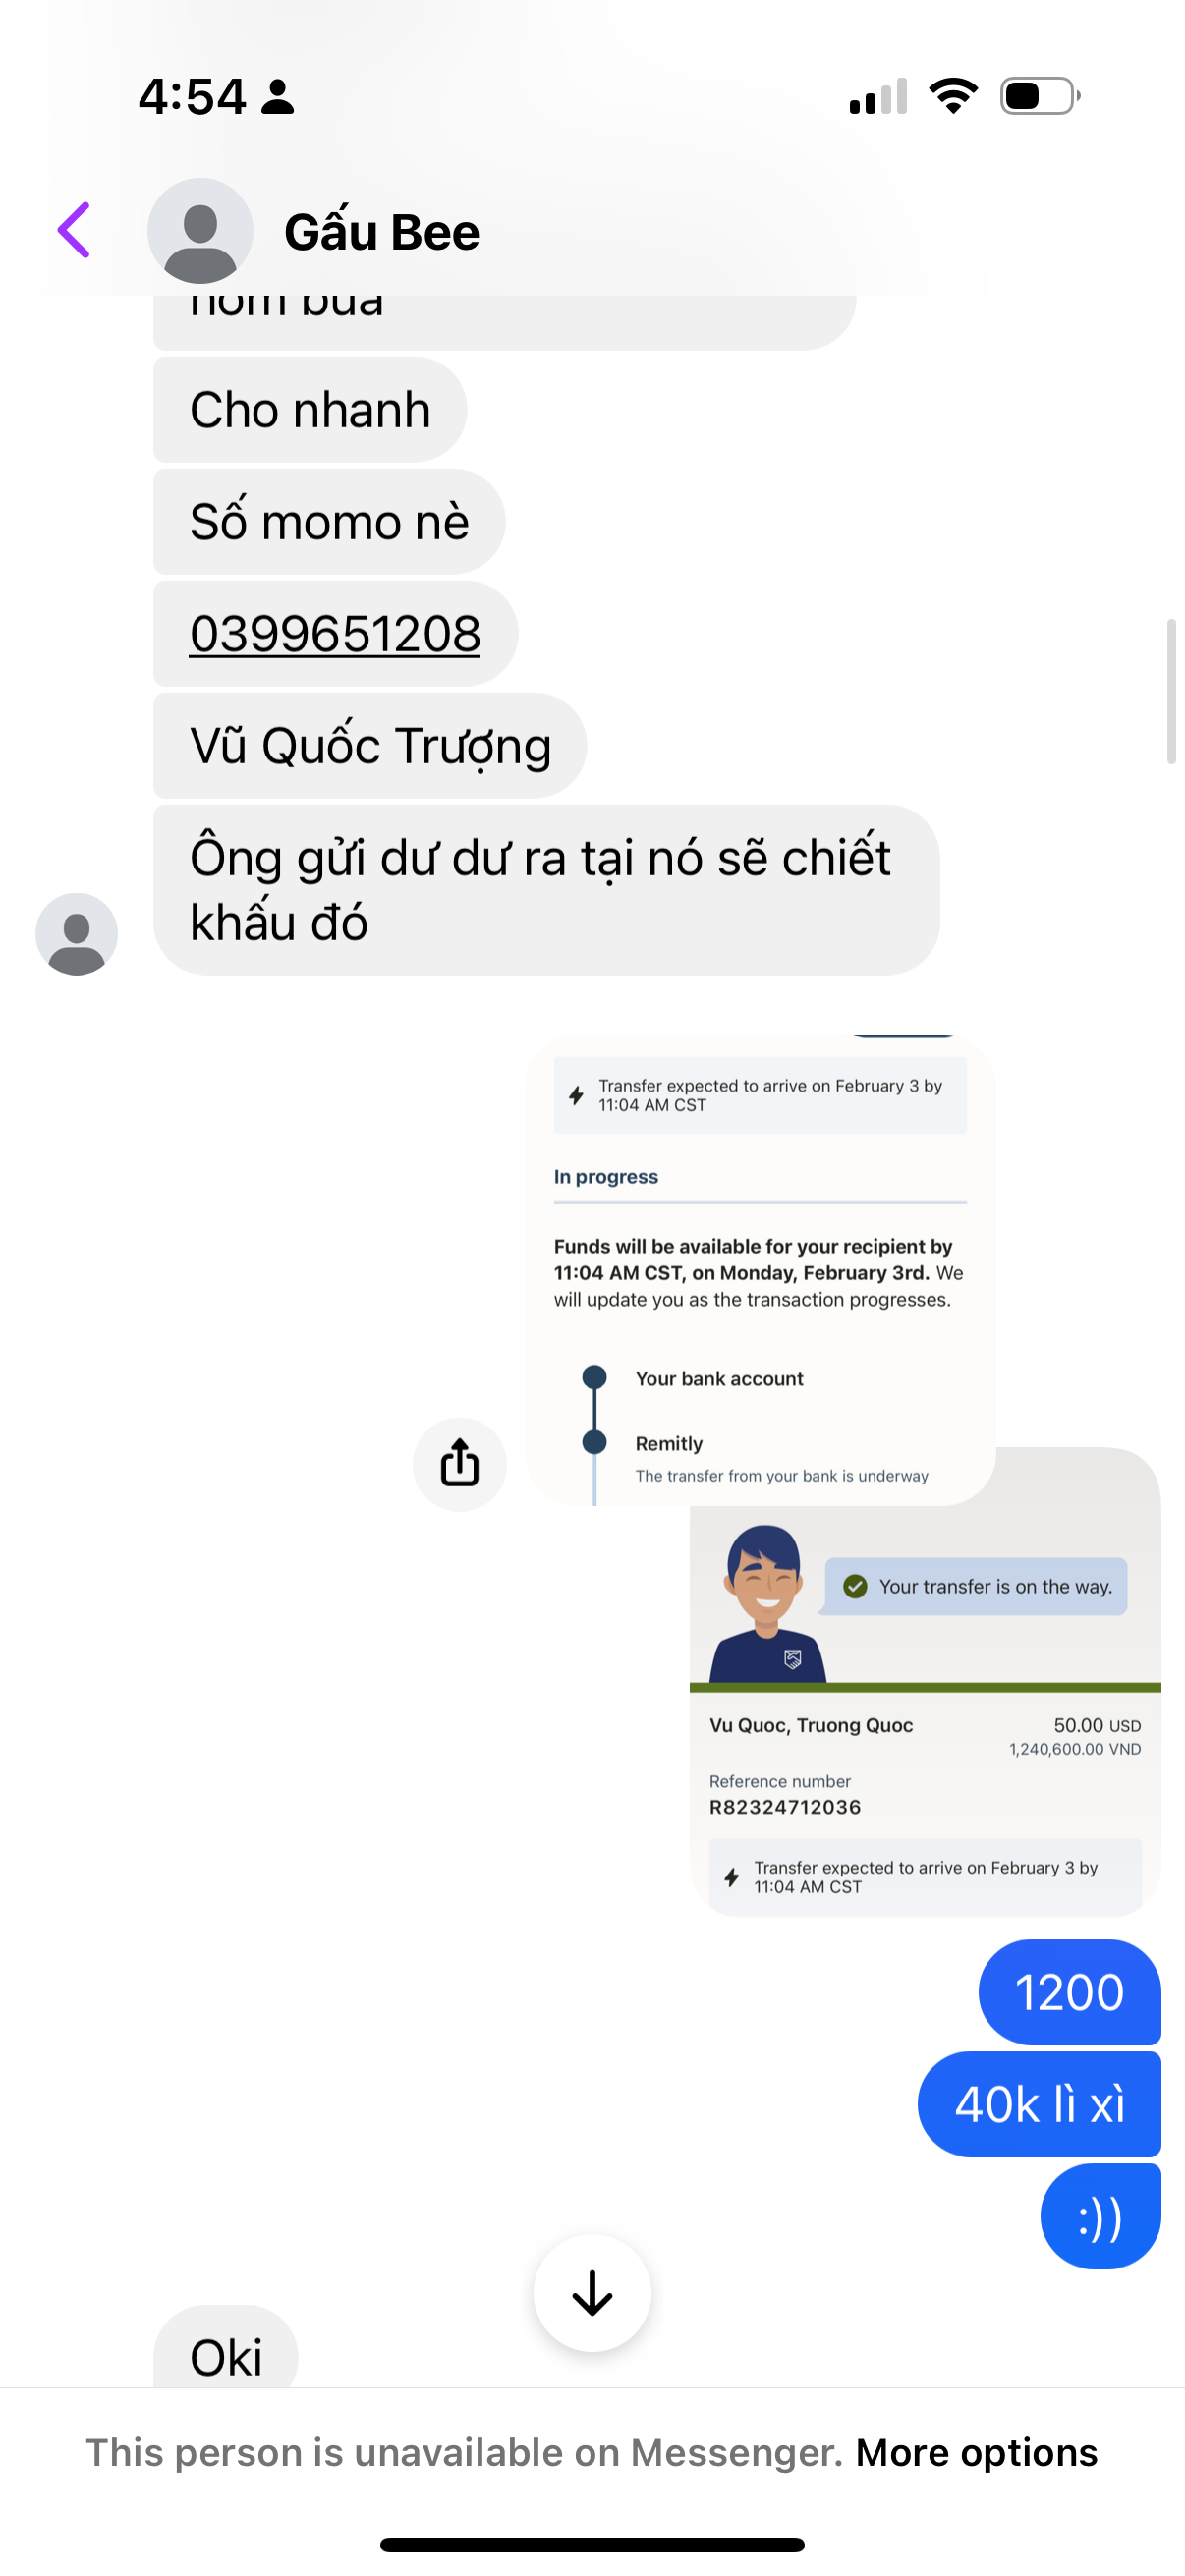 4:54
Gấu Bee
hôm bữa
Cho nhanh
Số momo nè
0399651208
Vũ Quốc Trượng
Ông gửi dư dư ra tại nó sẽ chiết
khấu đó
Transfer expected to arrive on February 3 by
11:04 AM CST
In progress
Funds will be available for your recipient by
11:04 AM CST, on Monday, February 3rd. We
will update you as the transaction progresses.
Your bank account
Remitly
The transfer from your bank is underway
Your transfer is on the way.
Vu Quoc, Truong Quoc
50.00 USD
1,240,600.00 VND
Reference number
R82324712036
Transfer expected to arrive on February 3 by
11:04 AM CST
1200
40k lì xì
:))
Oki
This person is unavailable on Messenger. More options